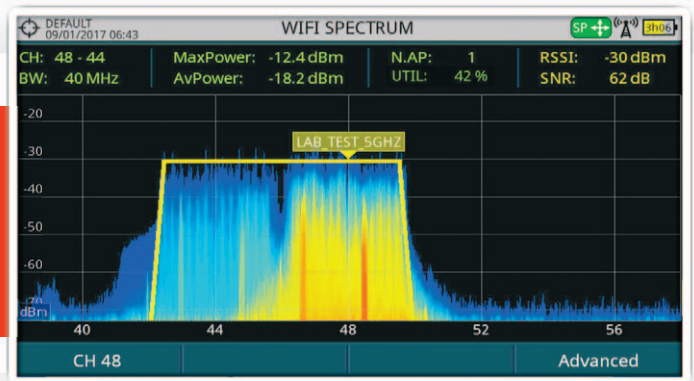 DEFAULT
09/01/2017 06:43
WIFI SPECTRUM
SP
3h06
CH: 48 - 44
MaxPower: -12.4 dBm
N.AP: 1
RSSI: -30 dBm
BW: 40 MHz
AvPower: -18.2 dBm
UTIL: 42 %
SNR: 62 dB
-20
LAB_TEST_5GHZ
-30
-40
-50
-60
-70
dBm
40 44 48 52 56
CH 48
Advanced